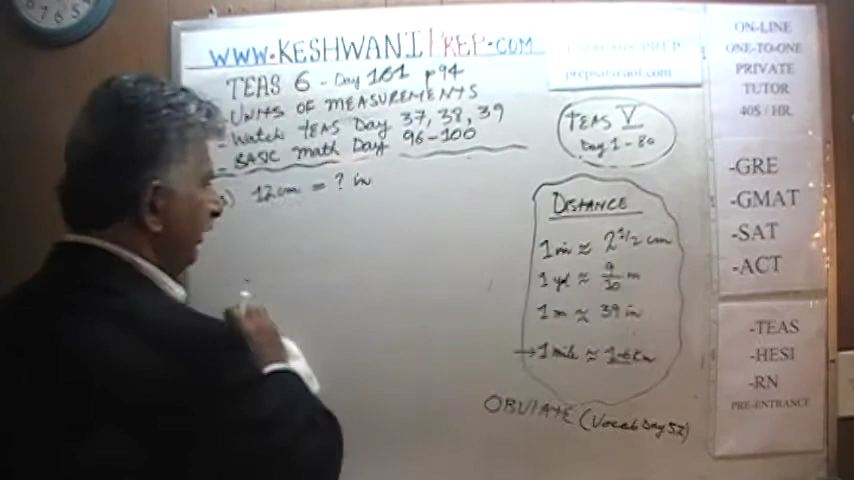 WWW.KESHWANIPREP.COM
TEAS 6 - Day 161 p94
- UNITS OF MEASUREMENTS
- Watch TEAS Day 37, 38, 39
- BASIC math Day 96-100
12cm = ? in
prepsatirani.com
TEAS V
Day 1-80
DISTANCE
1 in ≈ 2 1/2 cm
1 yd ≈ 9/10 m
1 m ≈ 39 in
→ 1 mile ≈ 1.6 km
OBVIATE (Vocab Day 52)
ON-LINE
ONE-TO-ONE
PRIVATE
TUTOR
40$ / HR
-GRE
-GMAT
-SAT
-ACT
-TEAS
-HESI
-RN
PRE-ENTRANCE